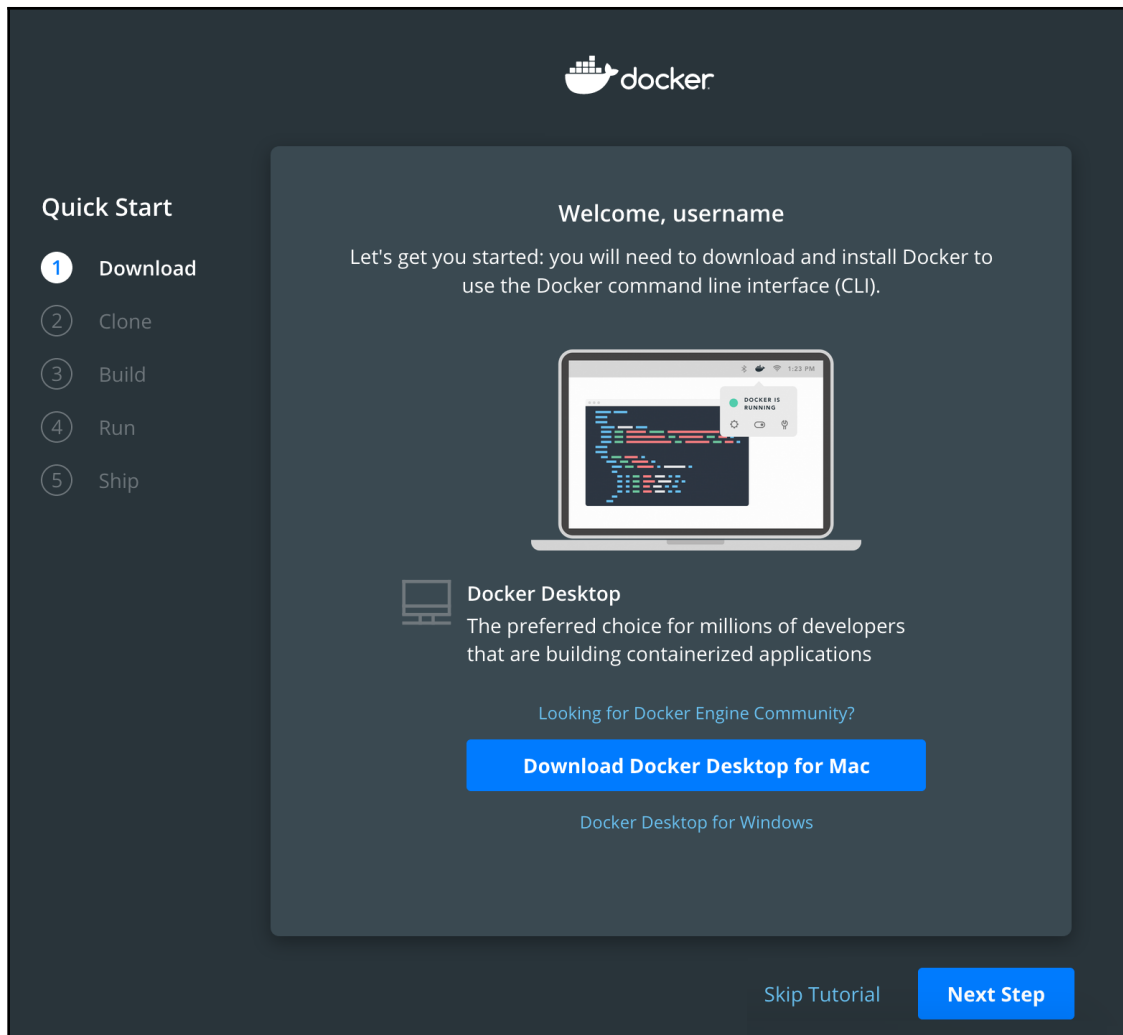 docker
Quick Start
1 Download
2 Clone
3 Build
4 Run
5 Ship
Welcome, username
Let's get you started: you will need to download and install Docker to
use the Docker command line interface (CLI).
1:23 PM
DOCKER IS
RUNNING
Docker Desktop
The preferred choice for millions of developers
that are building containerized applications
Looking for Docker Engine Community?
Download Docker Desktop for Mac
Docker Desktop for Windows
Skip Tutorial
Next Step